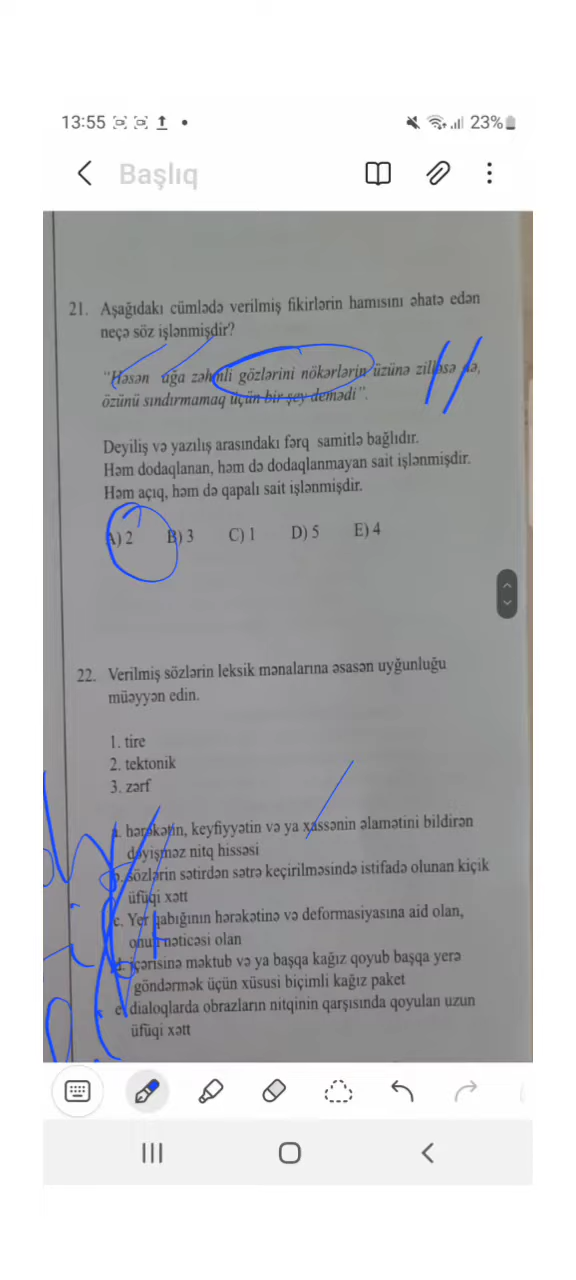 13:55
23%
Başlıq
21. Aşağıdakı cümlədə verilmiş fikirlərin hamısını əhatə edən
neçə söz işlənmişdir?
"Həsən ağa zəhmli gözlərini nökərlərin üzünə zilləsə də,
özünü sındırmamaq üçün bir şey demədi".
Deyiliş və yazılış arasındakı fərq samitlə bağlıdır.
Həm dodaqlanan, həm də dodaqlanmayan sait işlənmişdir.
Həm açıq, həm də qapalı sait işlənmişdir.
A) 2 B) 3 C) 1 D) 5 E) 4
22. Verilmiş sözlərin leksik mənalarına əsasən uyğunluğu
müəyyən edin.
1. tire
2. tektonik
3. zərf
a. hərəkətin, keyfiyyətin və ya xassənin əlamətini bildirən
dəyişməz nitq hissəsi
b. sözlərin sətirdən sətrə keçirilməsində istifadə olunan kiçik
üfüqi xətt
c. Yer qabığının hərəkətinə və deformasiyasına aid olan,
onun nəticəsi olan
d. içərisinə məktub və ya başqa kağız qoyub başqa yerə
göndərmək üçün xüsusi biçimli kağız paket
e. dialoqlarda obrazların nitqinin qarşısında qoyulan uzun
üfüqi xətt